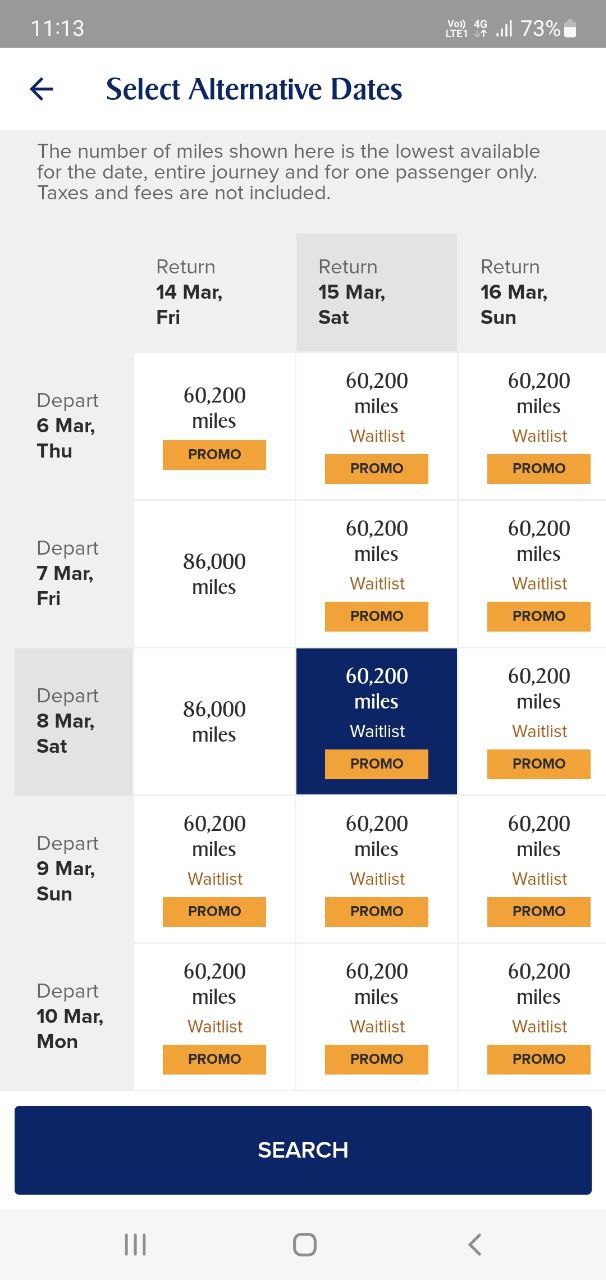 11:13
Vo)) 4G
LTE1
73%
Select Alternative Dates
The number of miles shown here is the lowest available
for the date, entire journey and for one passenger only.
Taxes and fees are not included.
Return
14 Mar,
Fri
Return
15 Mar,
Sat
Return
16 Mar,
Sun
Depart
6 Mar,
Thu
60,200
miles
PROMO
60,200
miles
Waitlist
PROMO
60,200
miles
Waitlist
PROMO
Depart
7 Mar,
Fri
86,000
miles
60,200
miles
Waitlist
PROMO
60,200
miles
Waitlist
PROMO
Depart
8 Mar,
Sat
86,000
miles
60,200
miles
Waitlist
PROMO
60,200
miles
Waitlist
PROMO
Depart
9 Mar,
Sun
60,200
miles
Waitlist
PROMO
60,200
miles
Waitlist
PROMO
60,200
miles
Waitlist
PROMO
Depart
10 Mar,
Mon
60,200
miles
Waitlist
PROMO
60,200
miles
Waitlist
PROMO
60,200
miles
Waitlist
PROMO
SEARCH